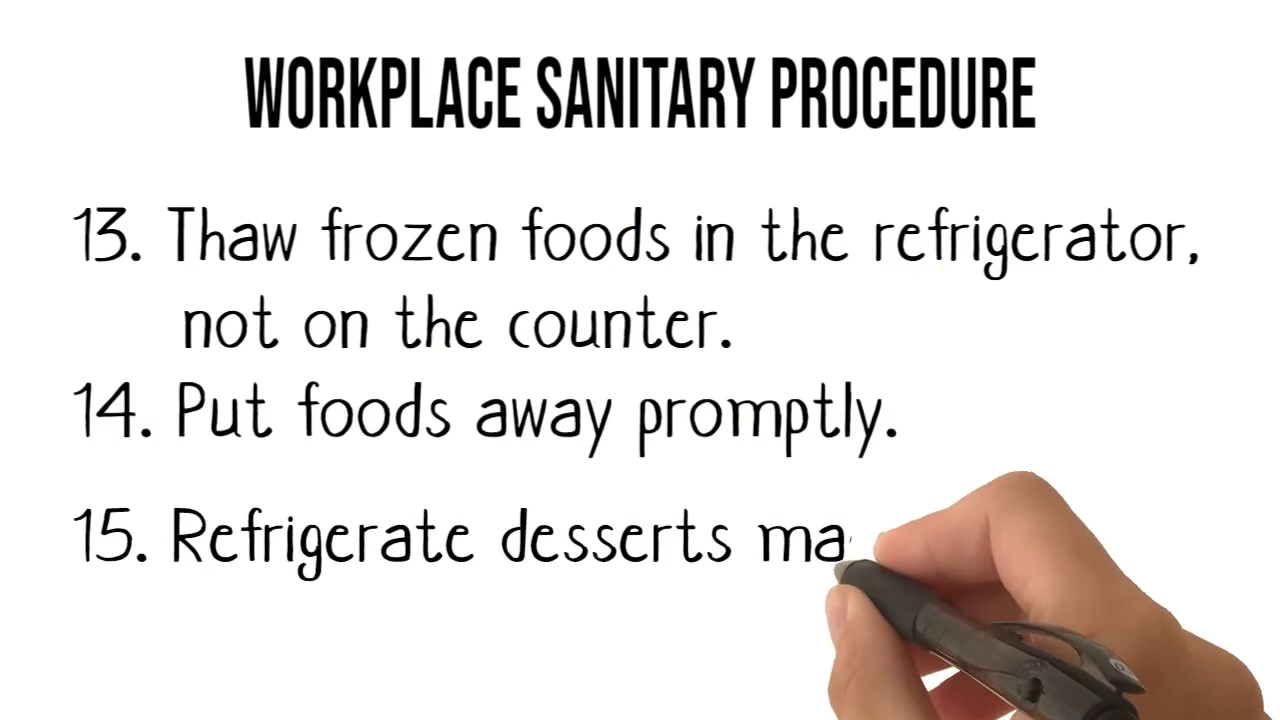 WORKPLACE SANITARY PROCEDURE
13. Thaw frozen foods in the refrigerator,
not on the counter.
14. Put foods away promptly.
15. Refrigerate desserts